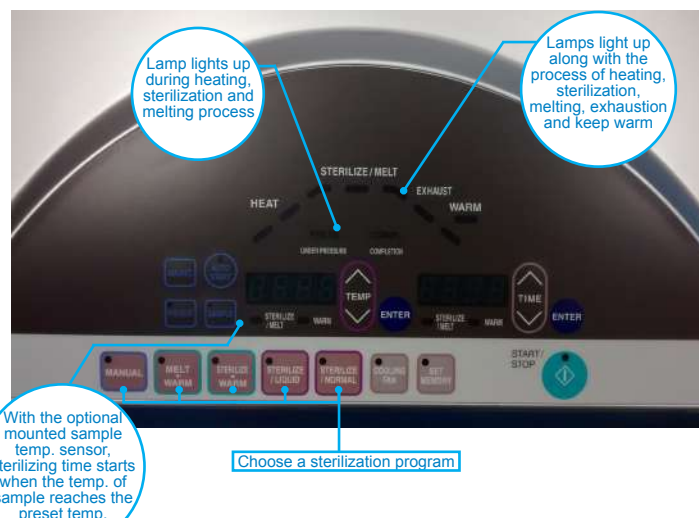 Lamp lights up
during heating,
sterilization and
melting process
Lamps light up
along with the
process of heating,
sterilization,
melting, exhaustion
and keep warm
STERILIZE / MELT
EXHAUST
HEAT
WARM
UNDER PRESSURE
COMPLETION
AUTO
START
TEMP
TIME
ENTER
ENTER
STERILIZE
/ MELT
WARM
STERILIZE
/ MELT
WARM
START/
STOP
MANUAL
MELT
WARM
STERILIZE
WARM
STERILIZE
/ LIQUID
STERILIZE
/ NORMAL
COOLING
FAN
SET
MEMORY
With the optional
mounted sample
temp. sensor,
terilizing time starts
when the temp. of
sample reaches the
preset temp.
Choose a sterilization program